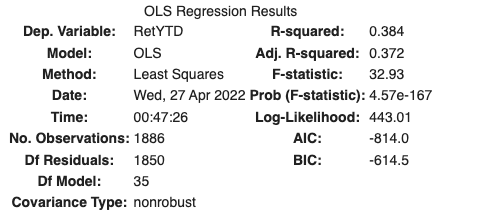 OLS Regression Results
Dep. Variable: RetYTD R-squared: 0.384
Model: OLS Adj. R-squared: 0.372
Method: Least Squares F-statistic: 32.93
Date: Wed, 27 Apr 2022 Prob (F-statistic): 4.57e-167
Time: 00:47:26 Log-Likelihood: 443.01
No. Observations: 1886 AIC: -814.0
Df Residuals: 1850 BIC: -614.5
Df Model: 35
Covariance Type: nonrobust